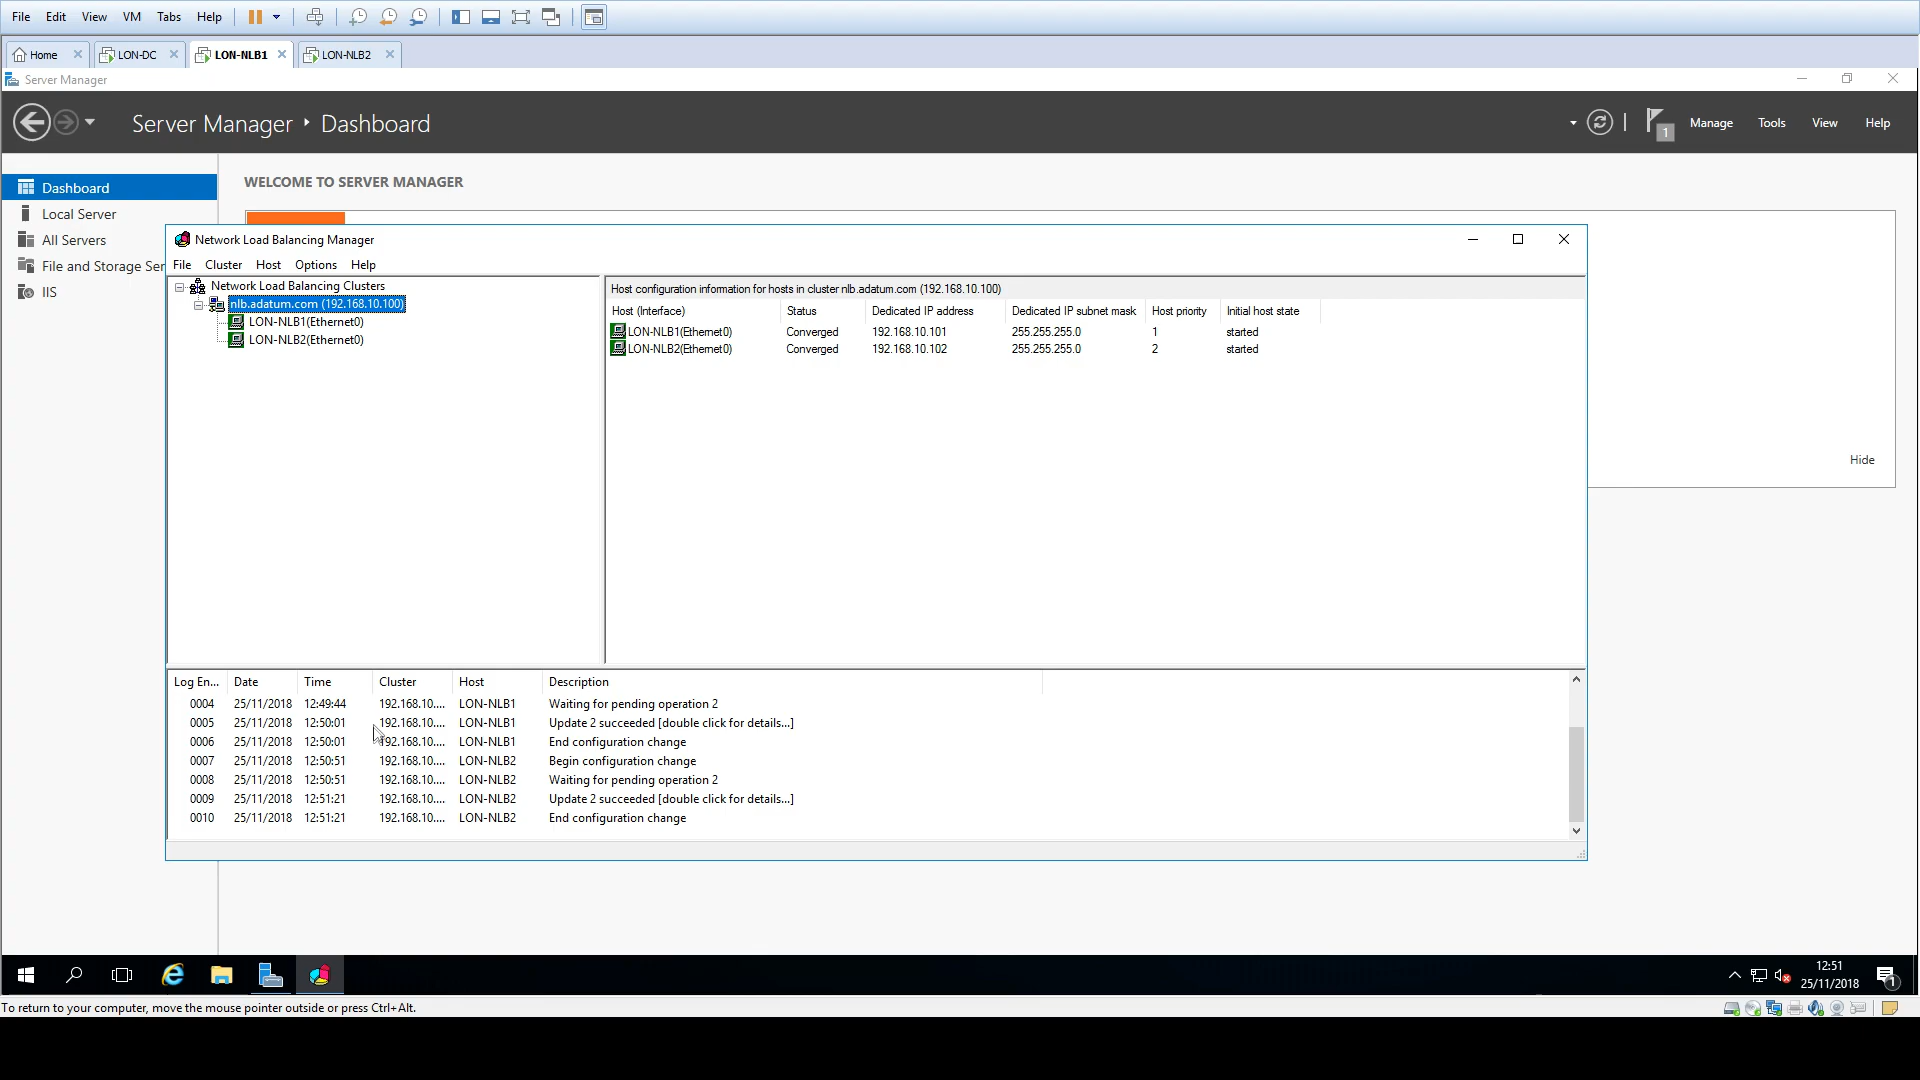 File Edit View VM Tabs Help
Home LON-DC LON-NLB1 LON-NLB2
Server Manager
Server Manager Dashboard
1 Manage Tools View Help
Dashboard
Local Server
All Servers
File and Storage Ser
IIS
WELCOME TO SERVER MANAGER
Hide
Network Load Balancing Manager
File Cluster Host Options Help
Network Load Balancing Clusters
nlb.adatum.com (192.168.10.100)
LON-NLB1(Ethernet0)
LON-NLB2(Ethernet0)
Host configuration information for hosts in cluster nlb.adatum.com (192.168.10.100)
Host (Interface) Status Dedicated IP address Dedicated IP subnet mask Host priority Initial host state
LON-NLB1(Ethernet0) Converged 192.168.10.101 255.255.255.0 1 started
LON-NLB2(Ethernet0) Converged 192.168.10.102 255.255.255.0 2 started
Log En... Date Time Cluster Host Description
0004 25/11/2018 12:49:44 192.168.10.... LON-NLB1 Waiting for pending operation 2
0005 25/11/2018 12:50:01 192.168.10.... LON-NLB1 Update 2 succeeded [double click for details...]
0006 25/11/2018 12:50:01 192.168.10.... LON-NLB1 End configuration change
0007 25/11/2018 12:50:51 192.168.10.... LON-NLB2 Begin configuration change
0008 25/11/2018 12:50:51 192.168.10.... LON-NLB2 Waiting for pending operation 2
0009 25/11/2018 12:51:21 192.168.10.... LON-NLB2 Update 2 succeeded [double click for details...]
0010 25/11/2018 12:51:21 192.168.10.... LON-NLB2 End configuration change
12:51
25/11/2018
1
To return to your computer, move the mouse pointer outside or press Ctrl+Alt.